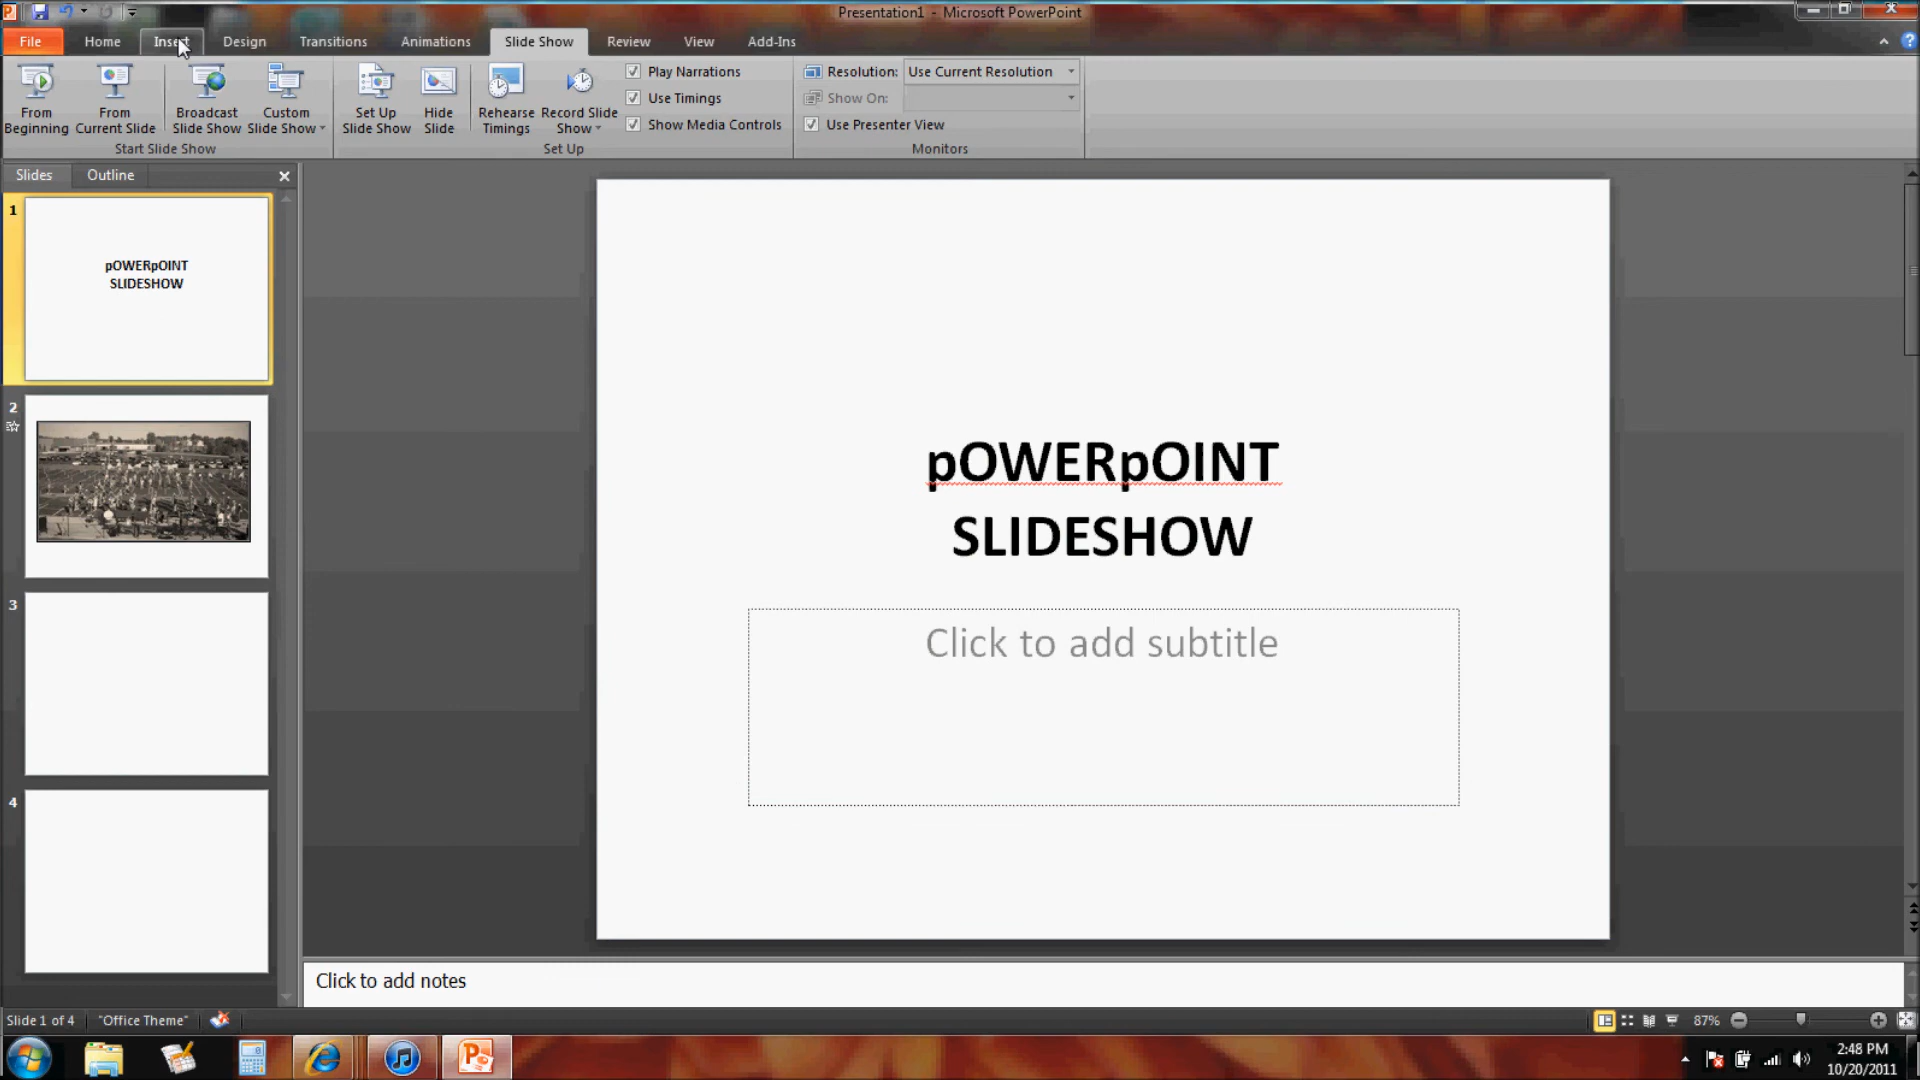 Presentation1 - Microsoft PowerPoint
File Home Insert Design Transitions Animations Slide Show Review View Add-Ins
From Beginning
From Current Slide
Broadcast Slide Show
Custom Slide Show
Start Slide Show
Set Up Slide Show
Hide Slide
Rehearse Timings
Record Slide Show
Play Narrations
Use Timings
Show Media Controls
Set Up
Resolution: Use Current Resolution
Show On:
Use Presenter View
Monitors
Slides Outline
1
pOWERpOINT
SLIDESHOW
2
3
4
pOWERpOINT
SLIDESHOW
Click to add subtitle
Click to add notes
Slide 1 of 4 "Office Theme" 87%
2:48 PM
10/20/2011